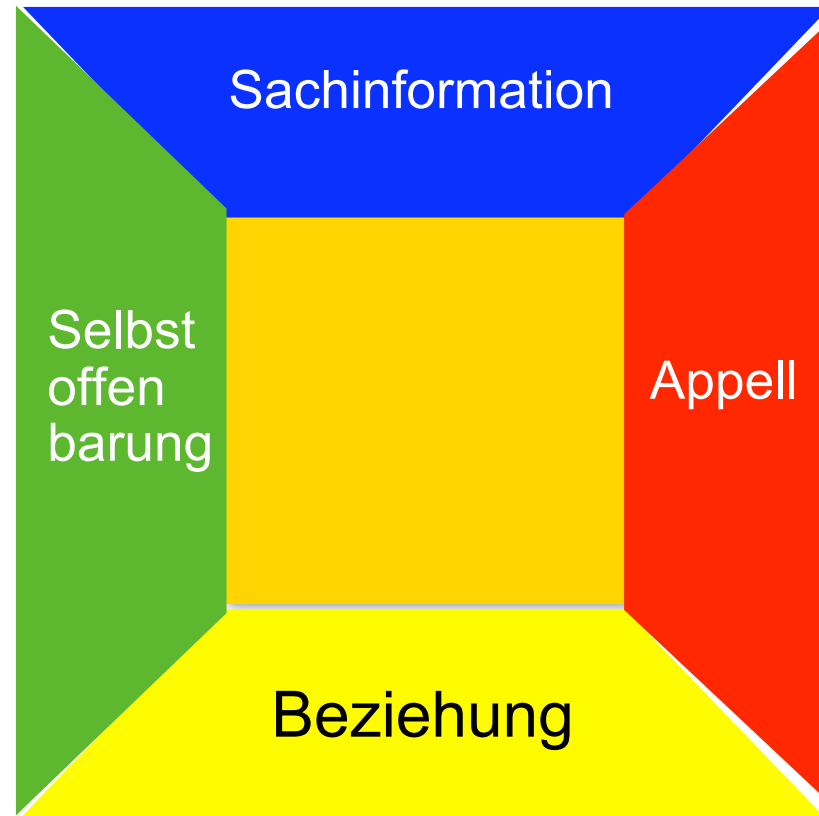 Sachinformation
Selbst
offen
barung
Appell
Beziehung